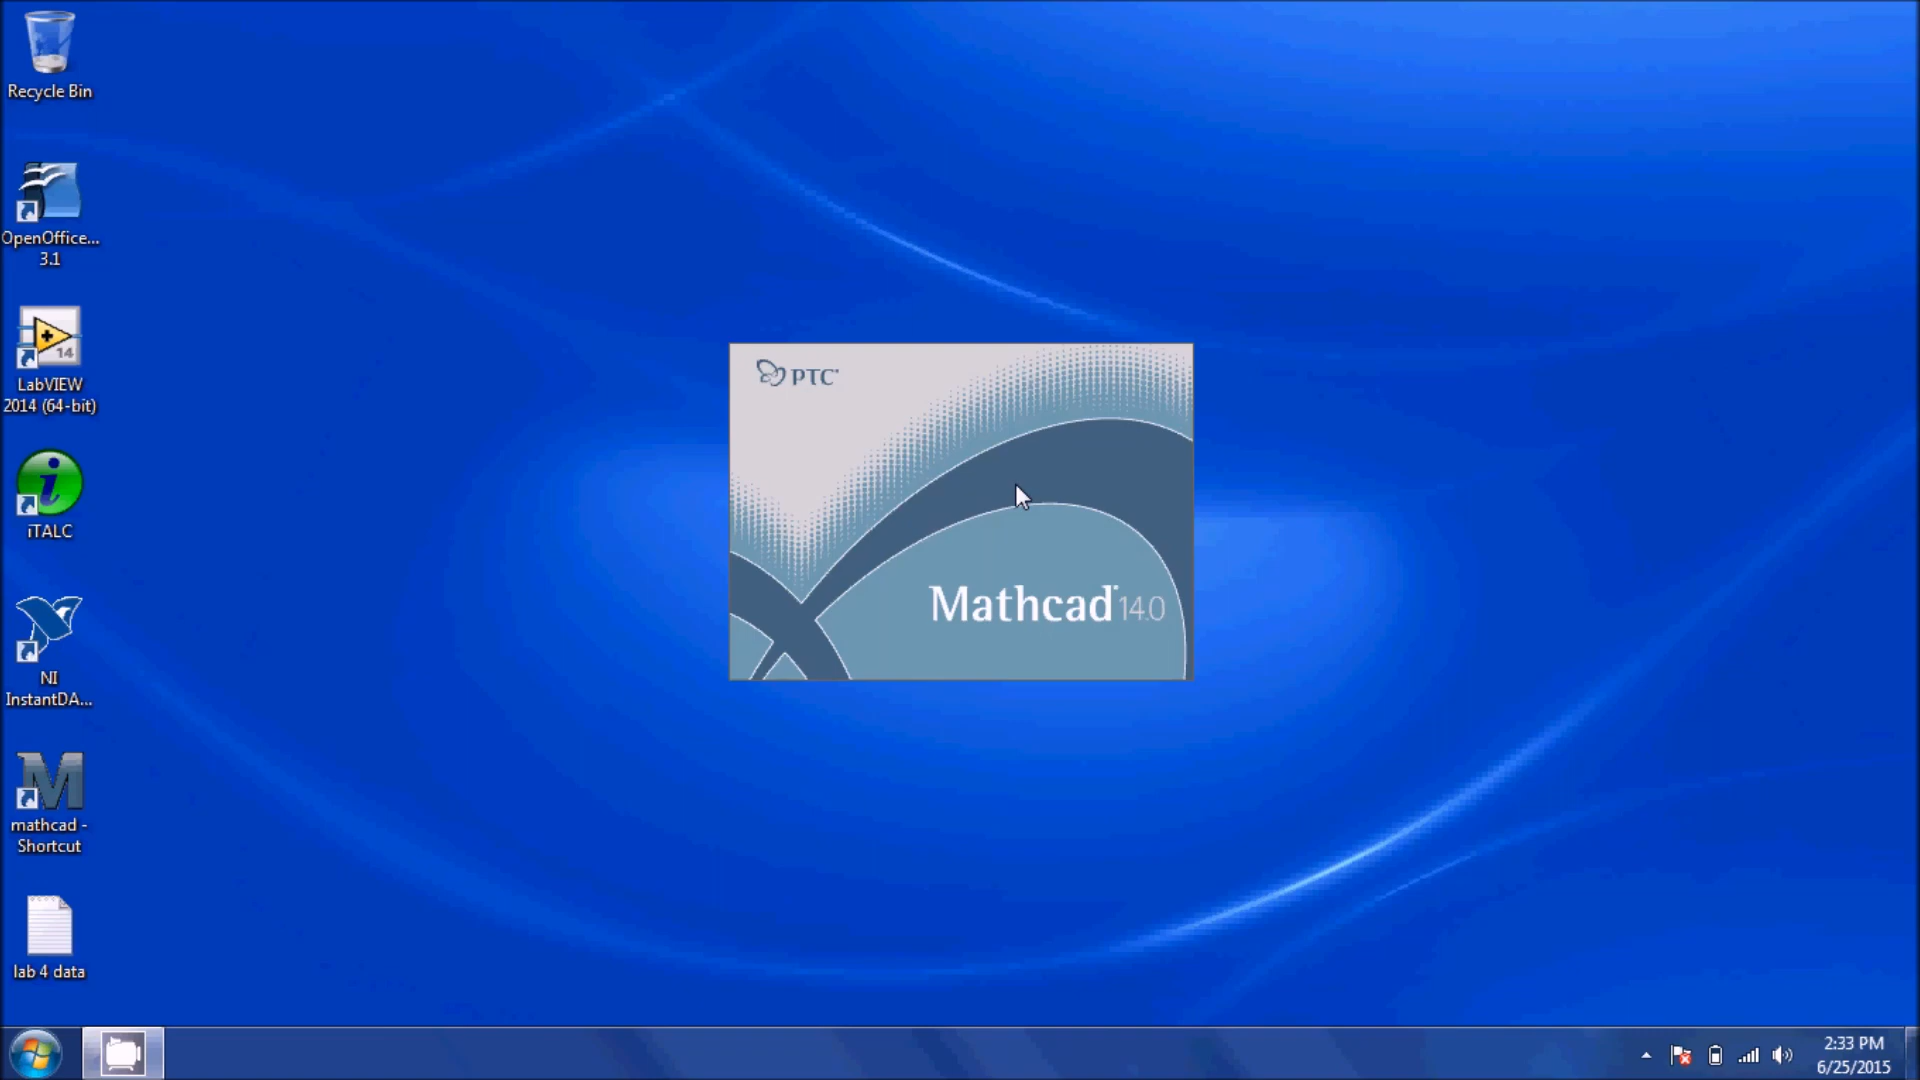 Recycle Bin
OpenOffice...
3.1
14
LabVIEW
2014 (64-bit)
iTALC
NI
InstantDA...
mathcad -
Shortcut
lab 4 data
PTC
Mathcad 14.0
2:33 PM
6/25/2015